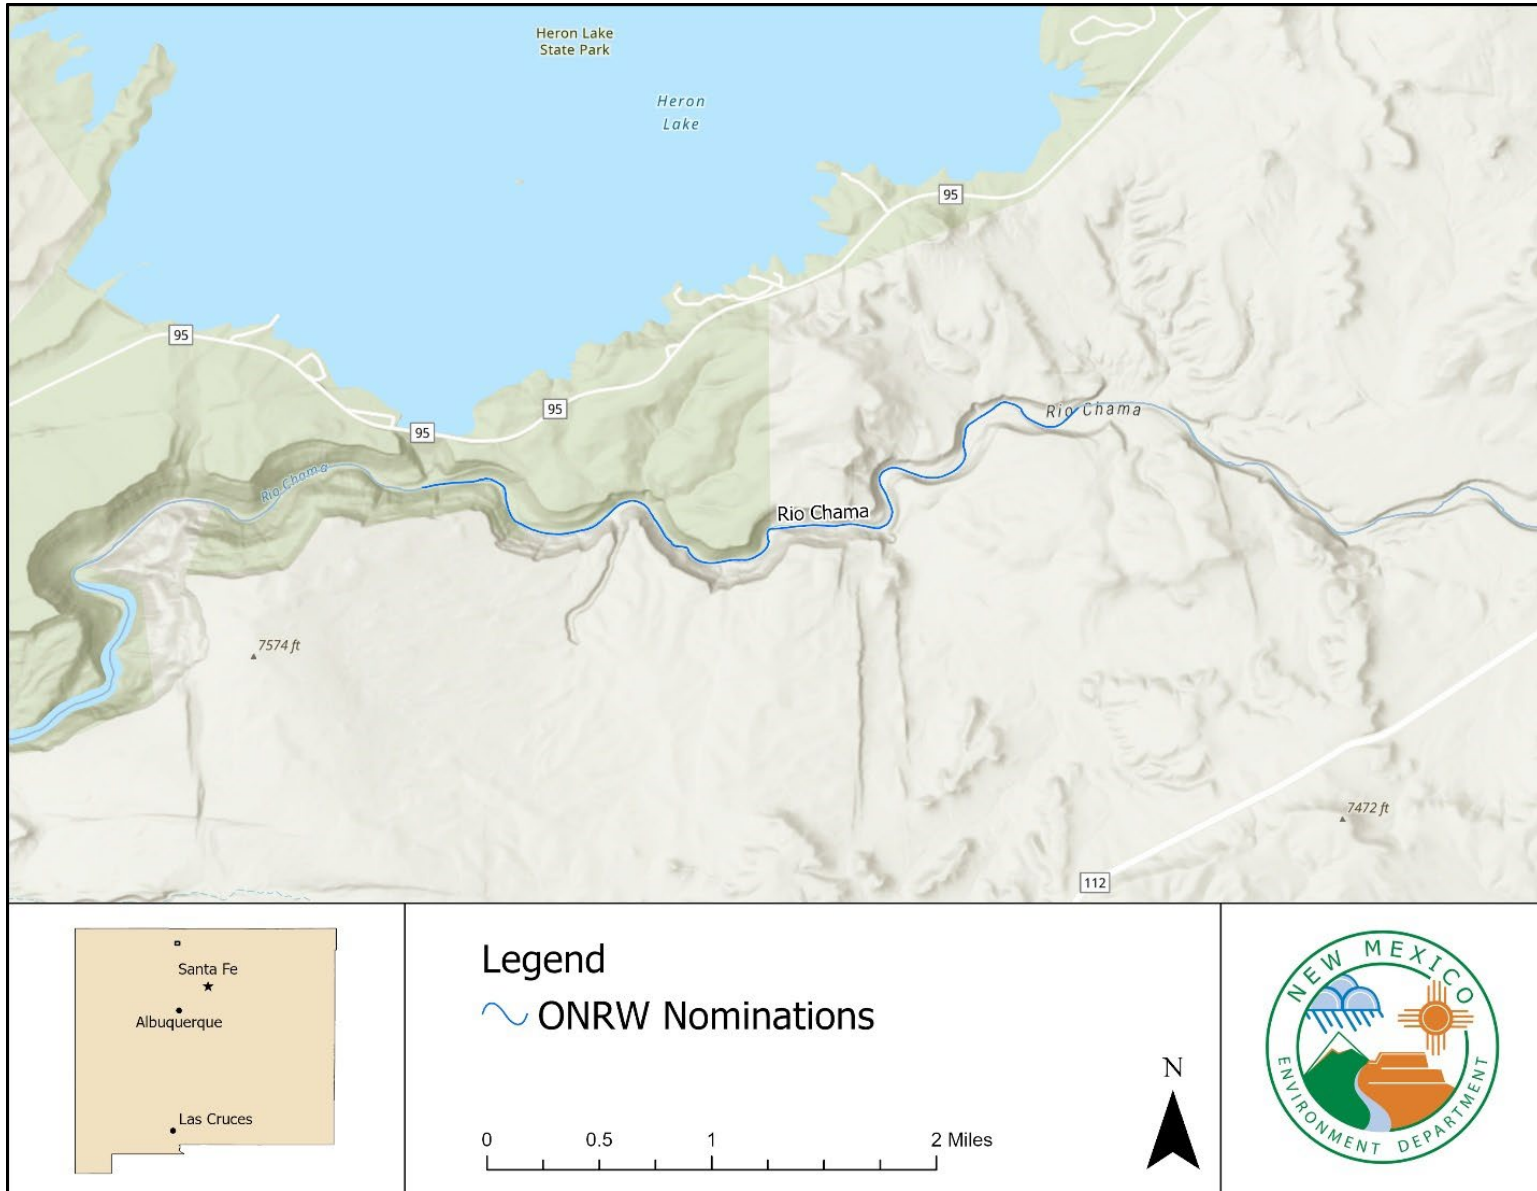 Heron Lake
State Park
Heron
Lake
95
95
95
95
Rio Chama
Rio Chama
Rio Chama
7574 ft
7472 ft
112
Santa Fe
Albuquerque
Las Cruces
Legend
ONRW Nominations
0 0.5 1 2 Miles
N
NEW MEXICO
ENVIRONMENT DEPARTMENT